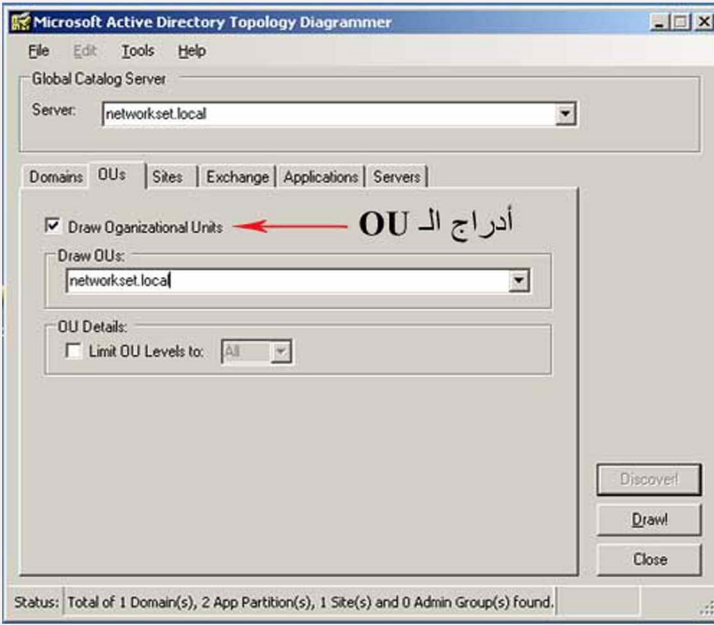 Microsoft Active Directory Topology Diagrammer
File Edit Tools Help
Global Catalog Server
Server: networkset.local
Domains OUs Sites Exchange Applications Servers
Draw Oganizational Units أدراج الـ OU
Draw OUs:
networkset.local
OU Details:
Limit OU Levels to: All
Discover!
Draw!
Close
Status: Total of 1 Domain(s), 2 App Partition(s), 1 Site(s) and 0 Admin Group(s) found.